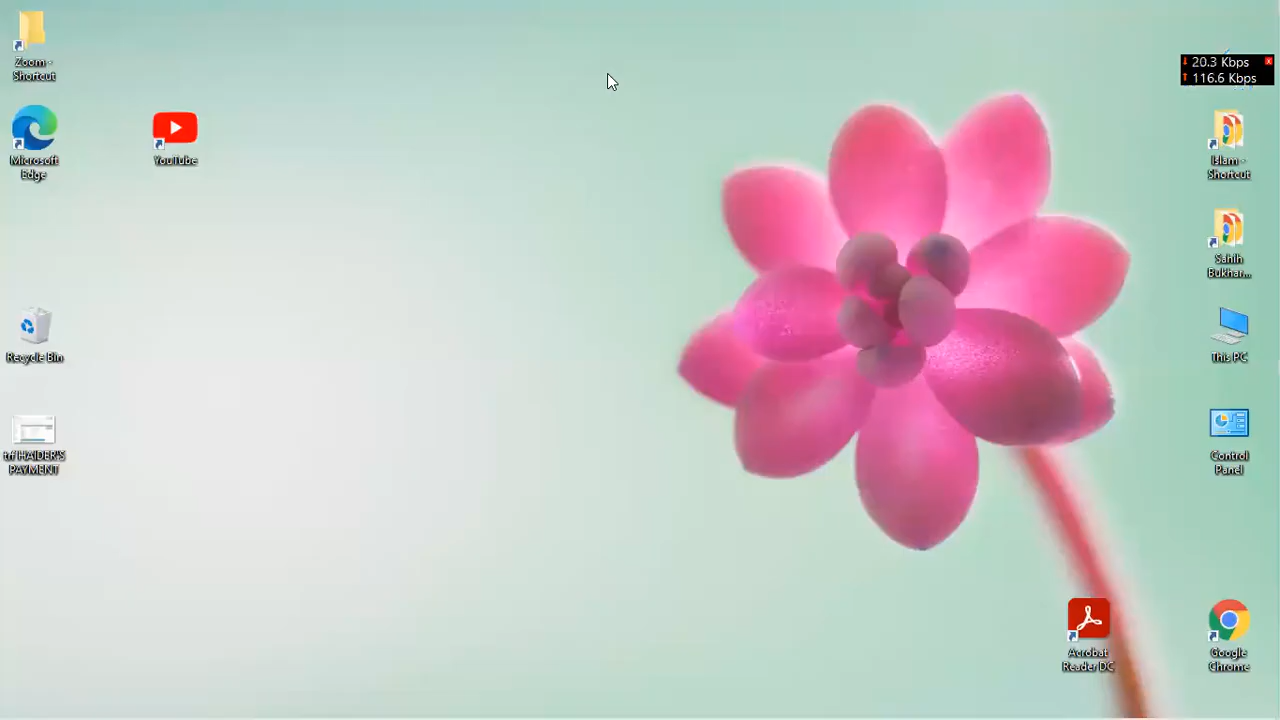 Zoom -
Shortcut
Microsoft
Edge
YouTube
Recycle Bin
trf HAIDER'S
PAYMENT
20.3 Kbps
116.6 Kbps
Islam -
Shortcut
Sahih
Bukhar...
This PC
Control
Panel
Acrobat
Reader DC
Google
Chrome